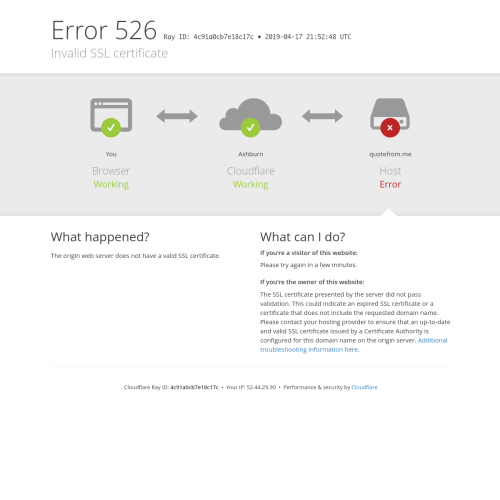 Error 526 Ray ID: 4c91a0cb7e18c17c • 2019-04-17 21:52:48 UTC
Invalid SSL certificate
You
Browser
Working
Ashburn
Cloudflare
Working
quotefrom.me
Host
Error
What happened?
The origin web server does not have a valid SSL certificate.
What can I do?
If you're a visitor of this website:
Please try again in a few minutes.
If you're the owner of this website:
The SSL certificate presented by the server did not pass
validation. This could indicate an expired SSL certificate or a
certificate that does not include the requested domain name.
Please contact your hosting provider to ensure that an up-to-date
and valid SSL certificate issued by a Certificate Authority is
configured for this domain name on the origin server. Additional
troubleshooting information here.
Cloudflare Ray ID: 4c91a0cb7e18c17c • Your IP: 52.44.29.90 • Performance & security by Cloudflare